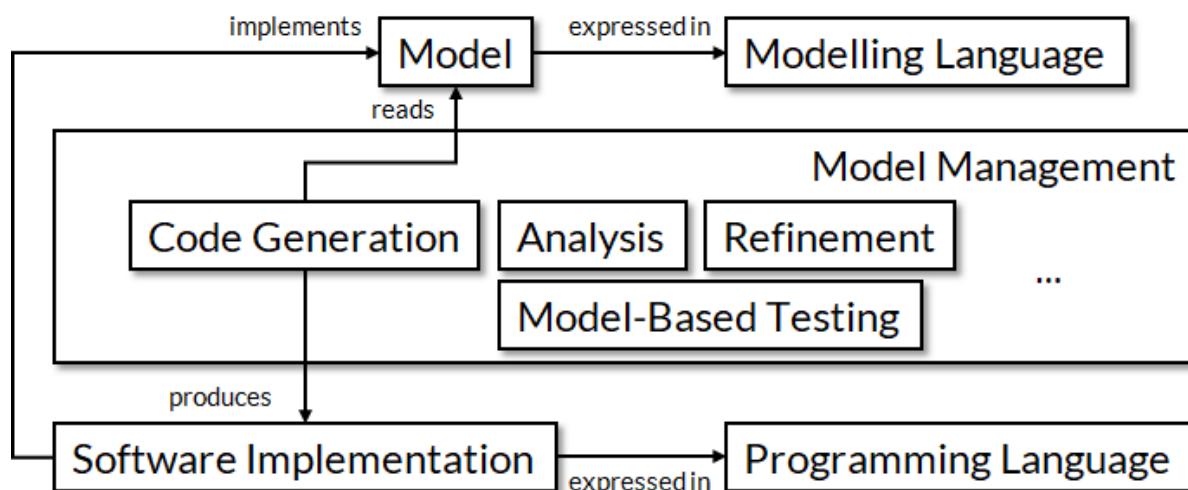 implements
expressed in
Model
Modelling Language
reads
Model Management
Code Generation
Analysis
Refinement
...
Model-Based Testing
produces
Software Implementation
Programming Language
expressed in